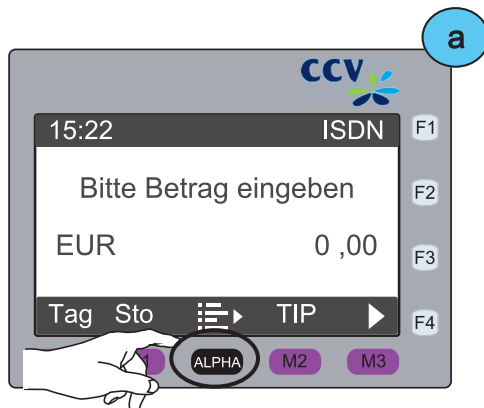 a
CCV
15:22 ISDN F1
Bitte Betrag eingeben F2
EUR 0 ,00 F3
Tag Sto TIP F4
ALPHA M2 M3